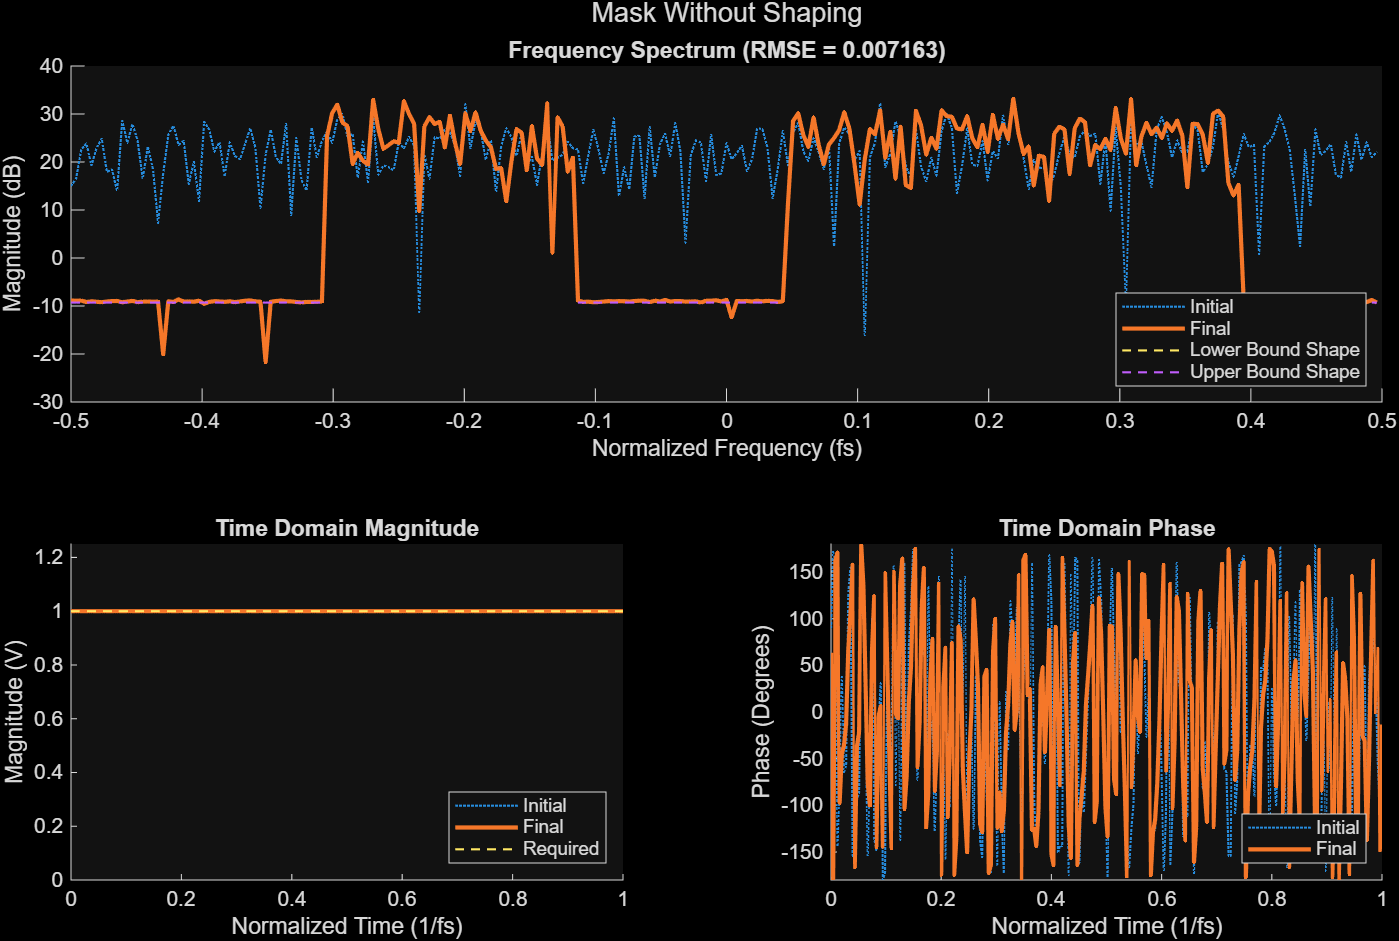 Mask Without Shaping
Frequency Spectrum (RMSE = 0.007163)
Magnitude (dB)
40
30
20
10
0
-10
-20
-30
-0.5
-0.4
-0.3
-0.2
-0.1
0
0.1
0.2
0.3
0.4
0.5
Normalized Frequency (fs)
Initial
Final
Lower Bound Shape
Upper Bound Shape
Time Domain Magnitude
Magnitude (V)
1.2
1
0.8
0.6
0.4
0.2
0
0
0.2
0.4
0.6
0.8
1
Normalized Time (1/fs)
Initial
Final
Required
Time Domain Phase
Phase (Degrees)
150
100
50
0
-50
-100
-150
0
0.2
0.4
0.6
0.8
1
Normalized Time (1/fs)
Initial
Final